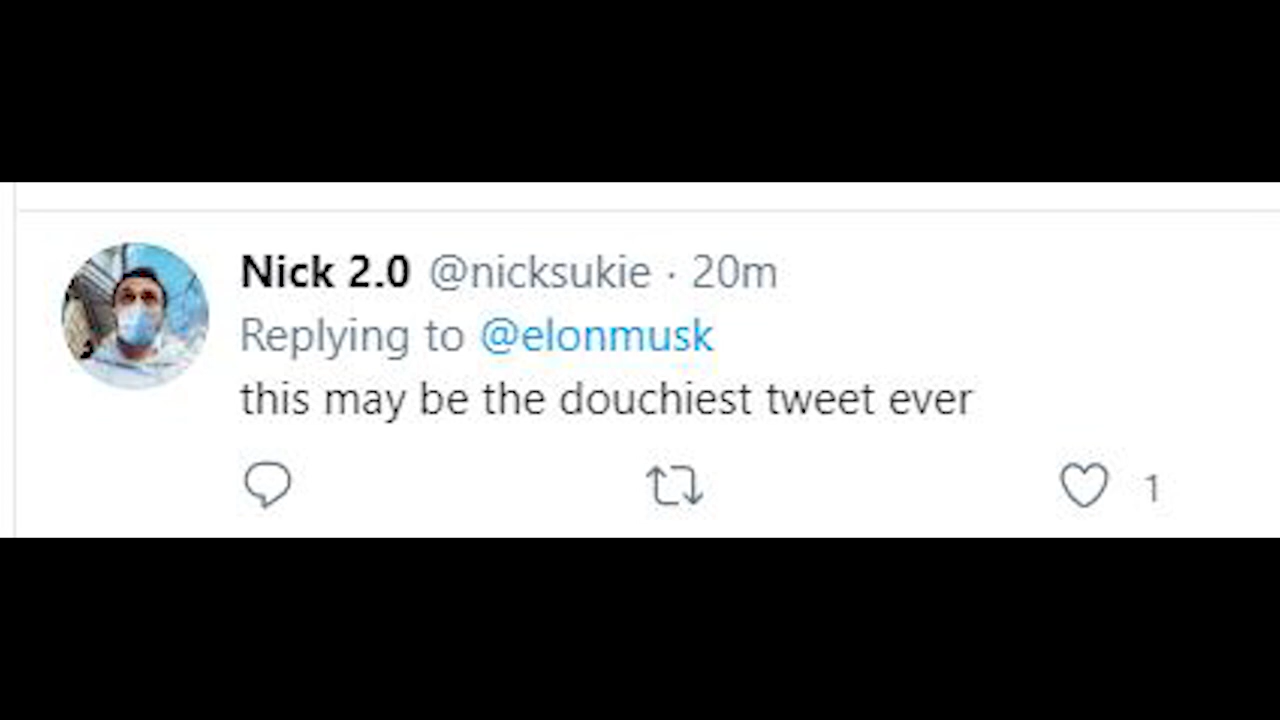 Nick 2.0 @nicksukie · 20m
Replying to @elonmusk
this may be the douchiest tweet ever
1